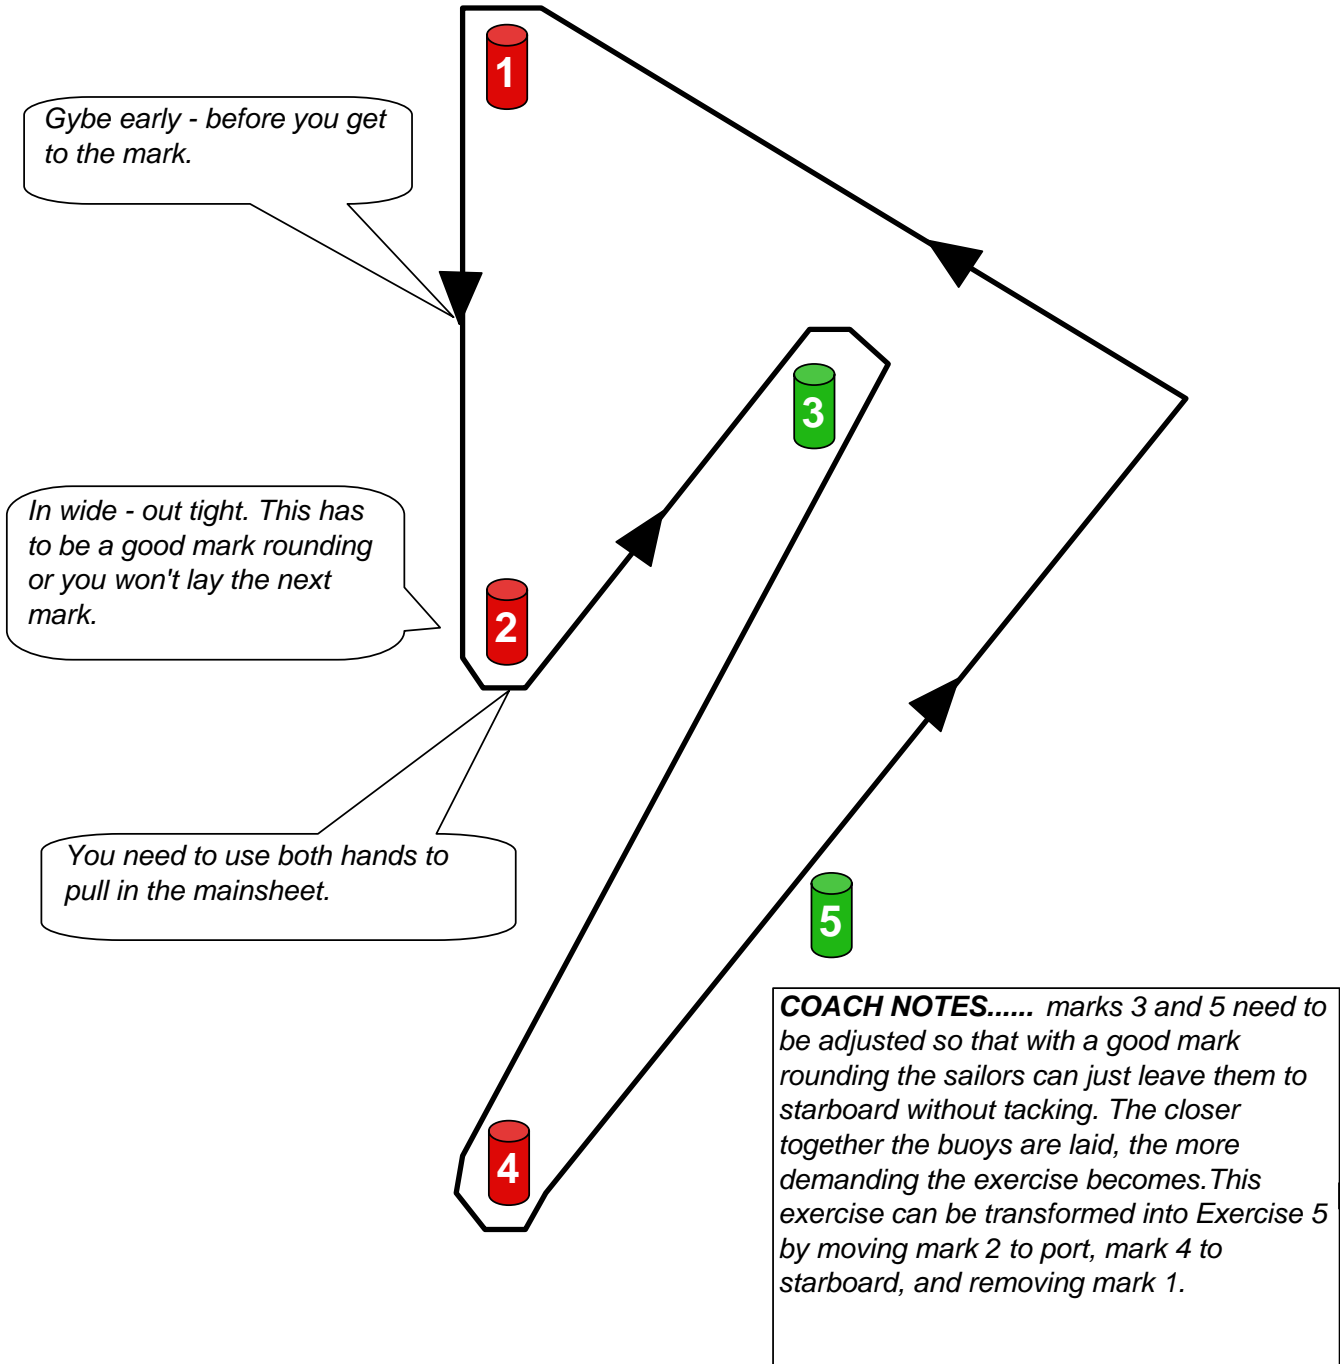 1
Gybe early - before you get
to the mark.
3
In wide - out tight. This has
to be a good mark rounding
or you won't lay the next
mark.
2
You need to use both hands to
pull in the mainsheet.
5
COACH NOTES...... marks 3 and 5 need to
be adjusted so that with a good mark
rounding the sailors can just leave them to
starboard without tacking. The closer
together the buoys are laid, the more
demanding the exercise becomes.This
exercise can be transformed into Exercise 5
by moving mark 2 to port, mark 4 to
starboard, and removing mark 1.
4